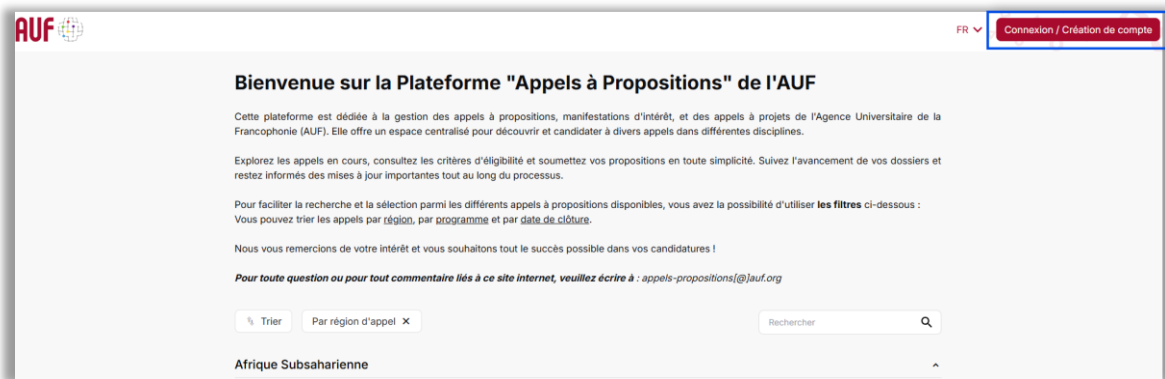 AUF
FR
Connexion / Création de compte
Bienvenue sur la Plateforme "Appels à Propositions" de l'AUF
Cette plateforme est dédiée à la gestion des appels à propositions, manifestations d'intérêt, et des appels à projets de l'Agence Universitaire de la
Francophonie (AUF). Elle offre un espace centralisé pour découvrir et candidater à divers appels dans différentes disciplines.
Explorez les appels en cours, consultez les critères d'éligibilité et soumettez vos propositions en toute simplicité. Suivez l'avancement de vos dossiers et
restez informés des mises à jour importantes tout au long du processus.
Pour faciliter la recherche et la sélection parmi les différents appels à propositions disponibles, vous avez la possibilité d'utiliser les filtres ci-dessous :
Vous pouvez trier les appels par région, par programme et par date de clôture.
Nous vous remercions de votre intérêt et vous souhaitons tout le succès possible dans vos candidatures !
Pour toute question ou pour tout commentaire liés à ce site internet, veuillez écrire à : appels-propositions[@]auf.org
Trier
Par région d'appel ✕
Rechercher
Afrique Subsaharienne